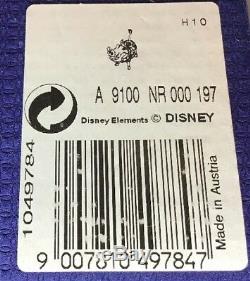 H10
A 9100 NR 000 197
Disney Elements © DISNEY
1049784
Made in Austria
9 007810 497847